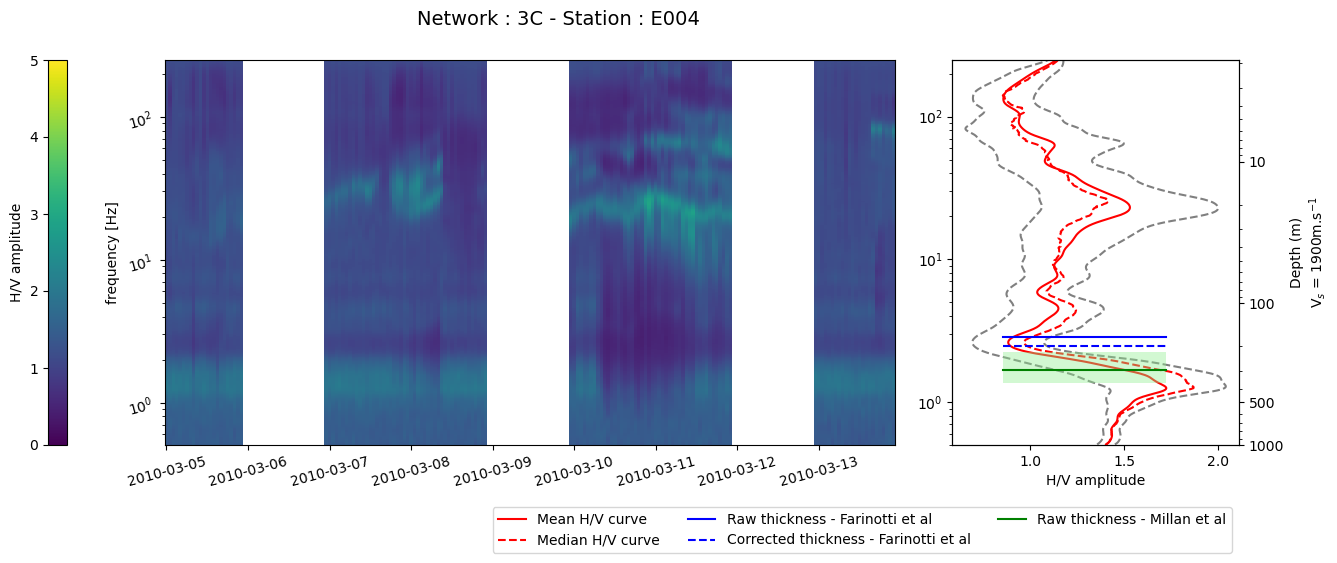 Network : 3C - Station : E004
5
4
3
2
1
0
H/V amplitude
frequency [Hz]
10²
10¹
10⁰
2010-03-05
2010-03-06
2010-03-07
2010-03-08
2010-03-09
2010-03-10
2010-03-11
2010-03-12
2010-03-13
10²
10¹
10⁰
1.0
1.5
2.0
H/V amplitude
10
100
500
1000
Depth (m)
Vₛ = 1900m.s⁻¹
Mean H/V curve
Median H/V curve
Raw thickness - Farinotti et al
Corrected thickness - Farinotti et al
Raw thickness - Millan et al